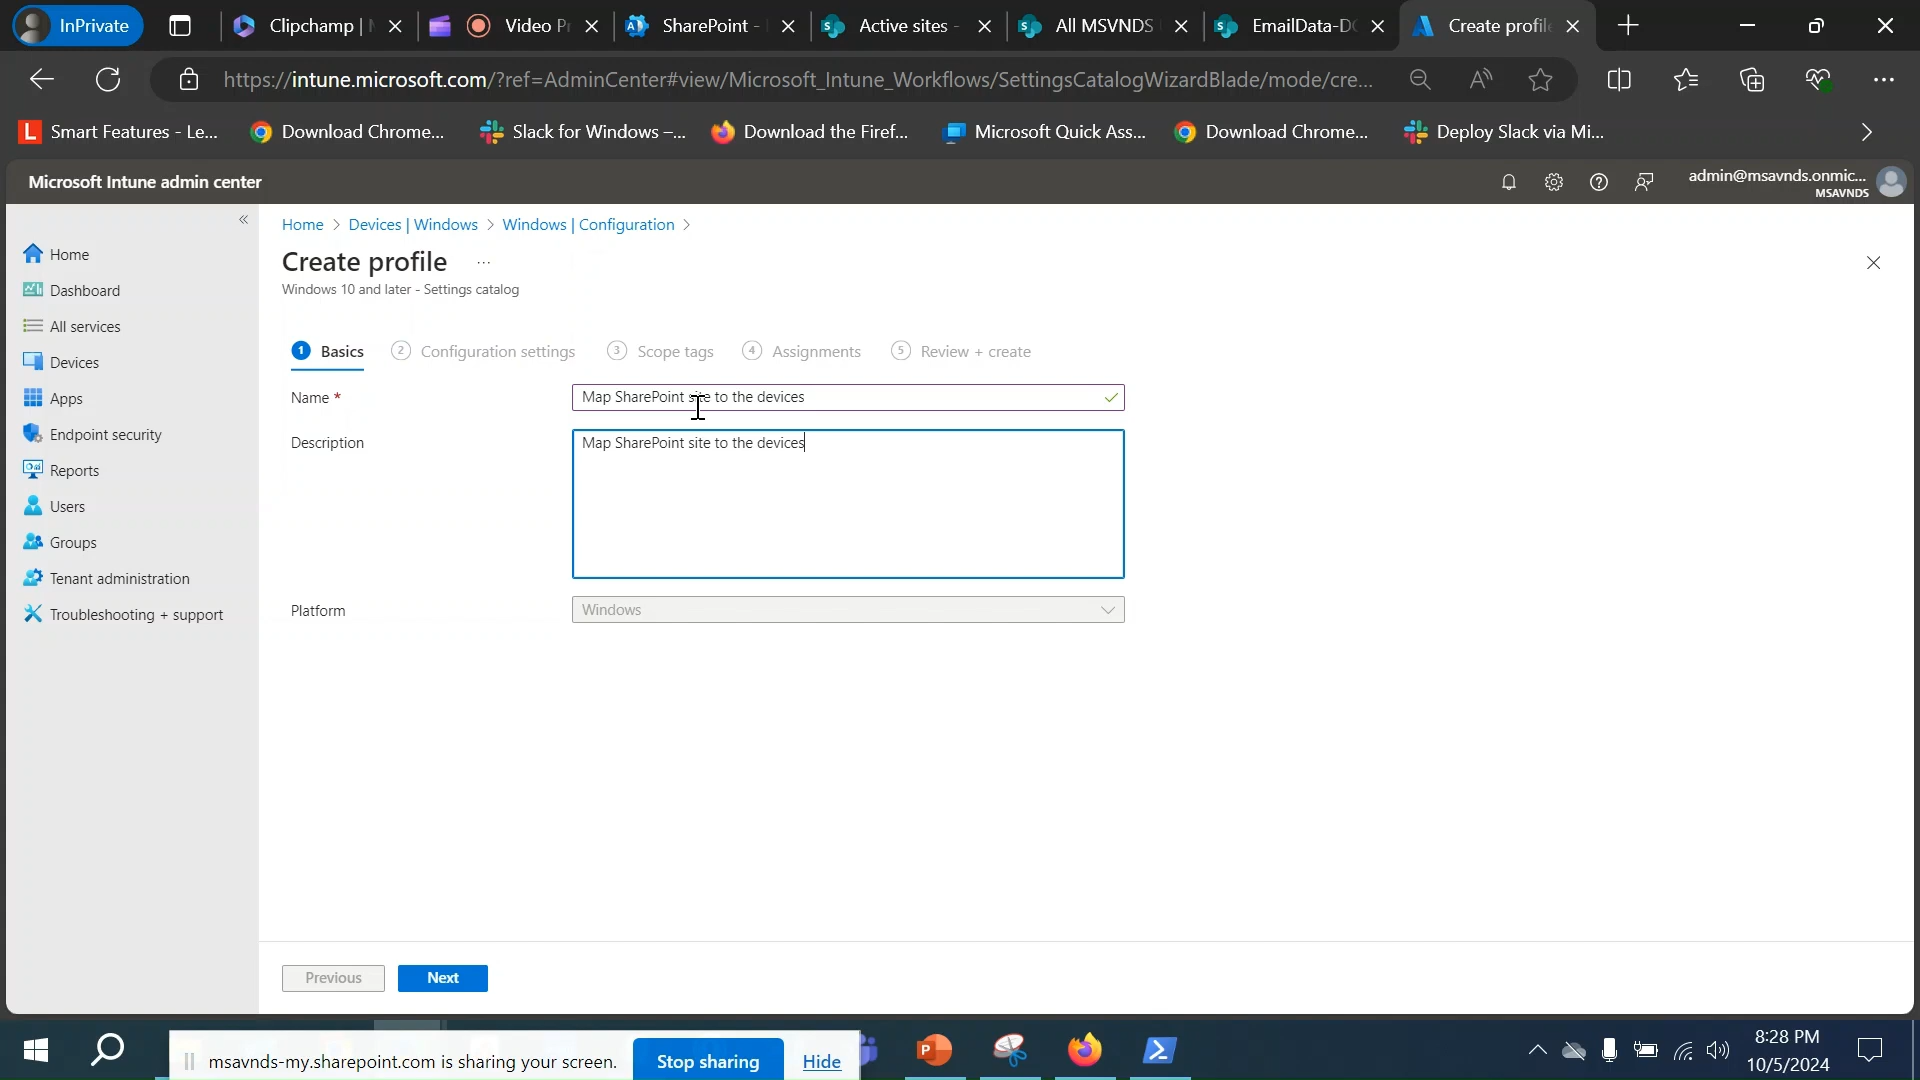 InPrivate
Clipchamp |
Video P
SharePoint -
Active sites -
All MSVNDS
EmailData-D
Create profil
https://intune.microsoft.com/?ref=AdminCenter#view/Microsoft_Intune_Workflows/SettingsCatalogWizardBlade/mode/cre...
Smart Features - Le...
Download Chrome...
Slack for Windows –...
Download the Firef...
Microsoft Quick Ass...
Download Chrome...
Deploy Slack via Mi...
Microsoft Intune admin center
admin@msavnds.onmic...
MSAVNDS
Home
Dashboard
All services
Devices
Apps
Endpoint security
Reports
Users
Groups
Tenant administration
Troubleshooting + support
Home > Devices | Windows > Windows | Configuration >
Create profile ...
Windows 10 and later - Settings catalog
1 Basics
2 Configuration settings
3 Scope tags
4 Assignments
5 Review + create
Name *
Map SharePoint site to the devices
Description
Map SharePoint site to the devices
Platform
Windows
Previous
Next
msavnds-my.sharepoint.com is sharing your screen.
Stop sharing
Hide
8:28 PM
10/5/2024